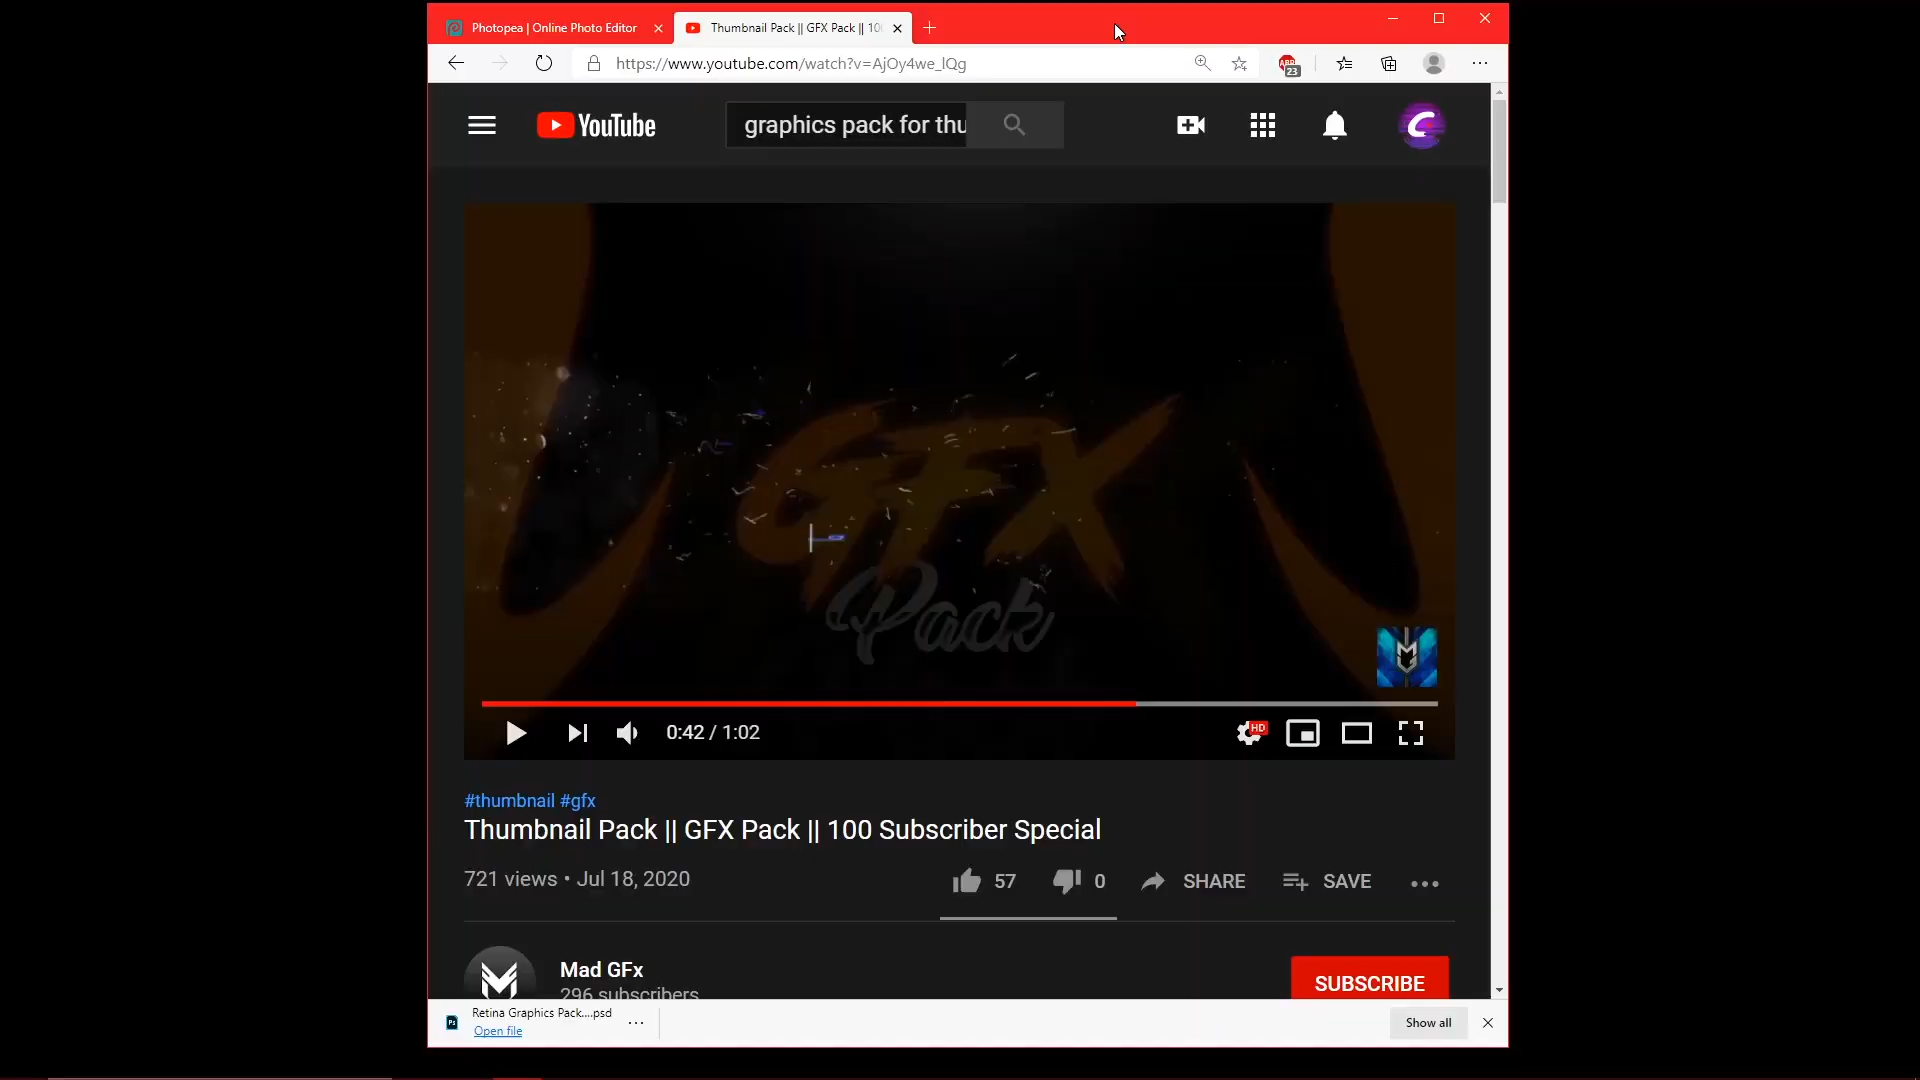 Photopea | Online Photo Editor
Thumbnail Pack || GFX Pack || 10
https://www.youtube.com/watch?v=AjOy4we_lQg
ABP
23
YouTube
graphics pack for thu
GFX
Pack
0:42 / 1:02
HD
#thumbnail #gfx
Thumbnail Pack || GFX Pack || 100 Subscriber Special
721 views • Jul 18, 2020
57
0
SHARE
SAVE
Mad GFx
296 subscribers
SUBSCRIBE
Retina Graphics Pack....psd
Open file
Show all